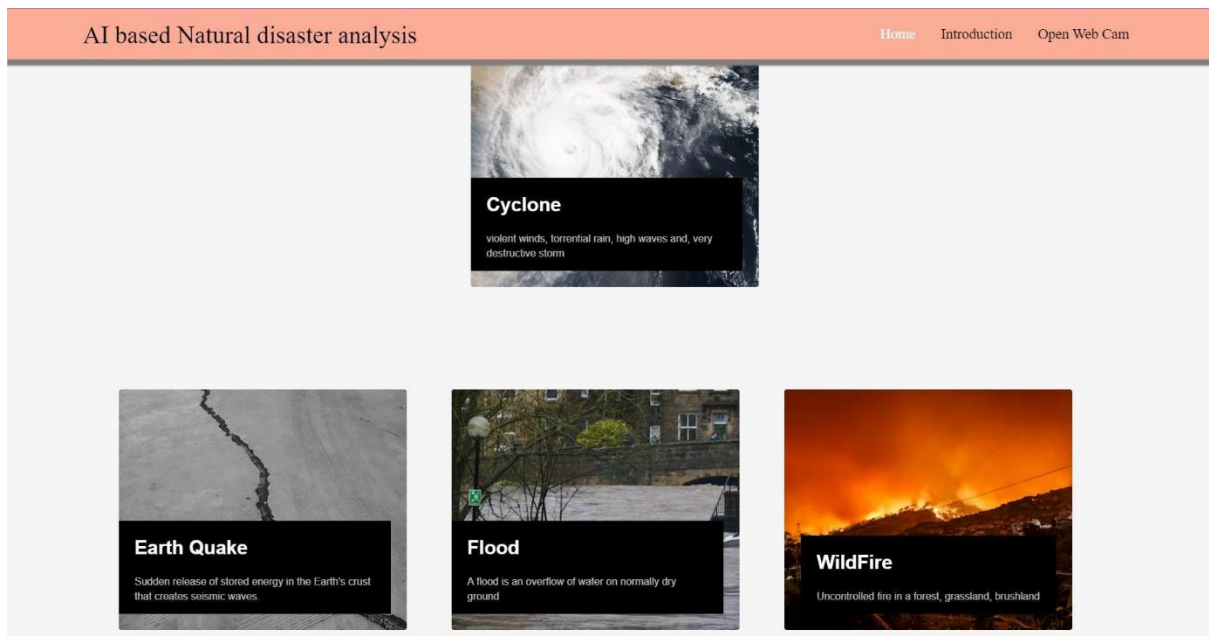 AI based Natural disaster analysis
Home Introduction Open Web Cam
Cyclone
violent winds, torrential rain, high waves and, very
destructive storm
Earth Quake
Sudden release of stored energy in the Earth's crust
that creates seismic waves.
Flood
A flood is an overflow of water on normally dry
ground
WildFire
Uncontrolled fire in a forest, grassland, brushland